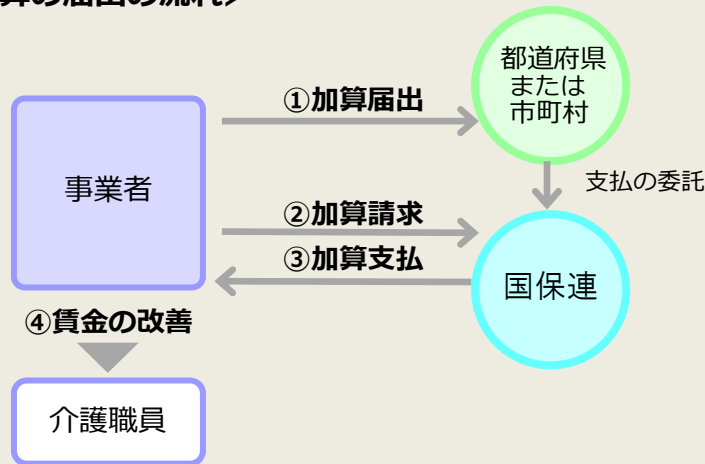 算の届出の流れ＞
都道府県
または
市町村
①加算届出
事業者
支払の委託
②加算請求
③加算支払
国保連
④賃金の改善
介護職員